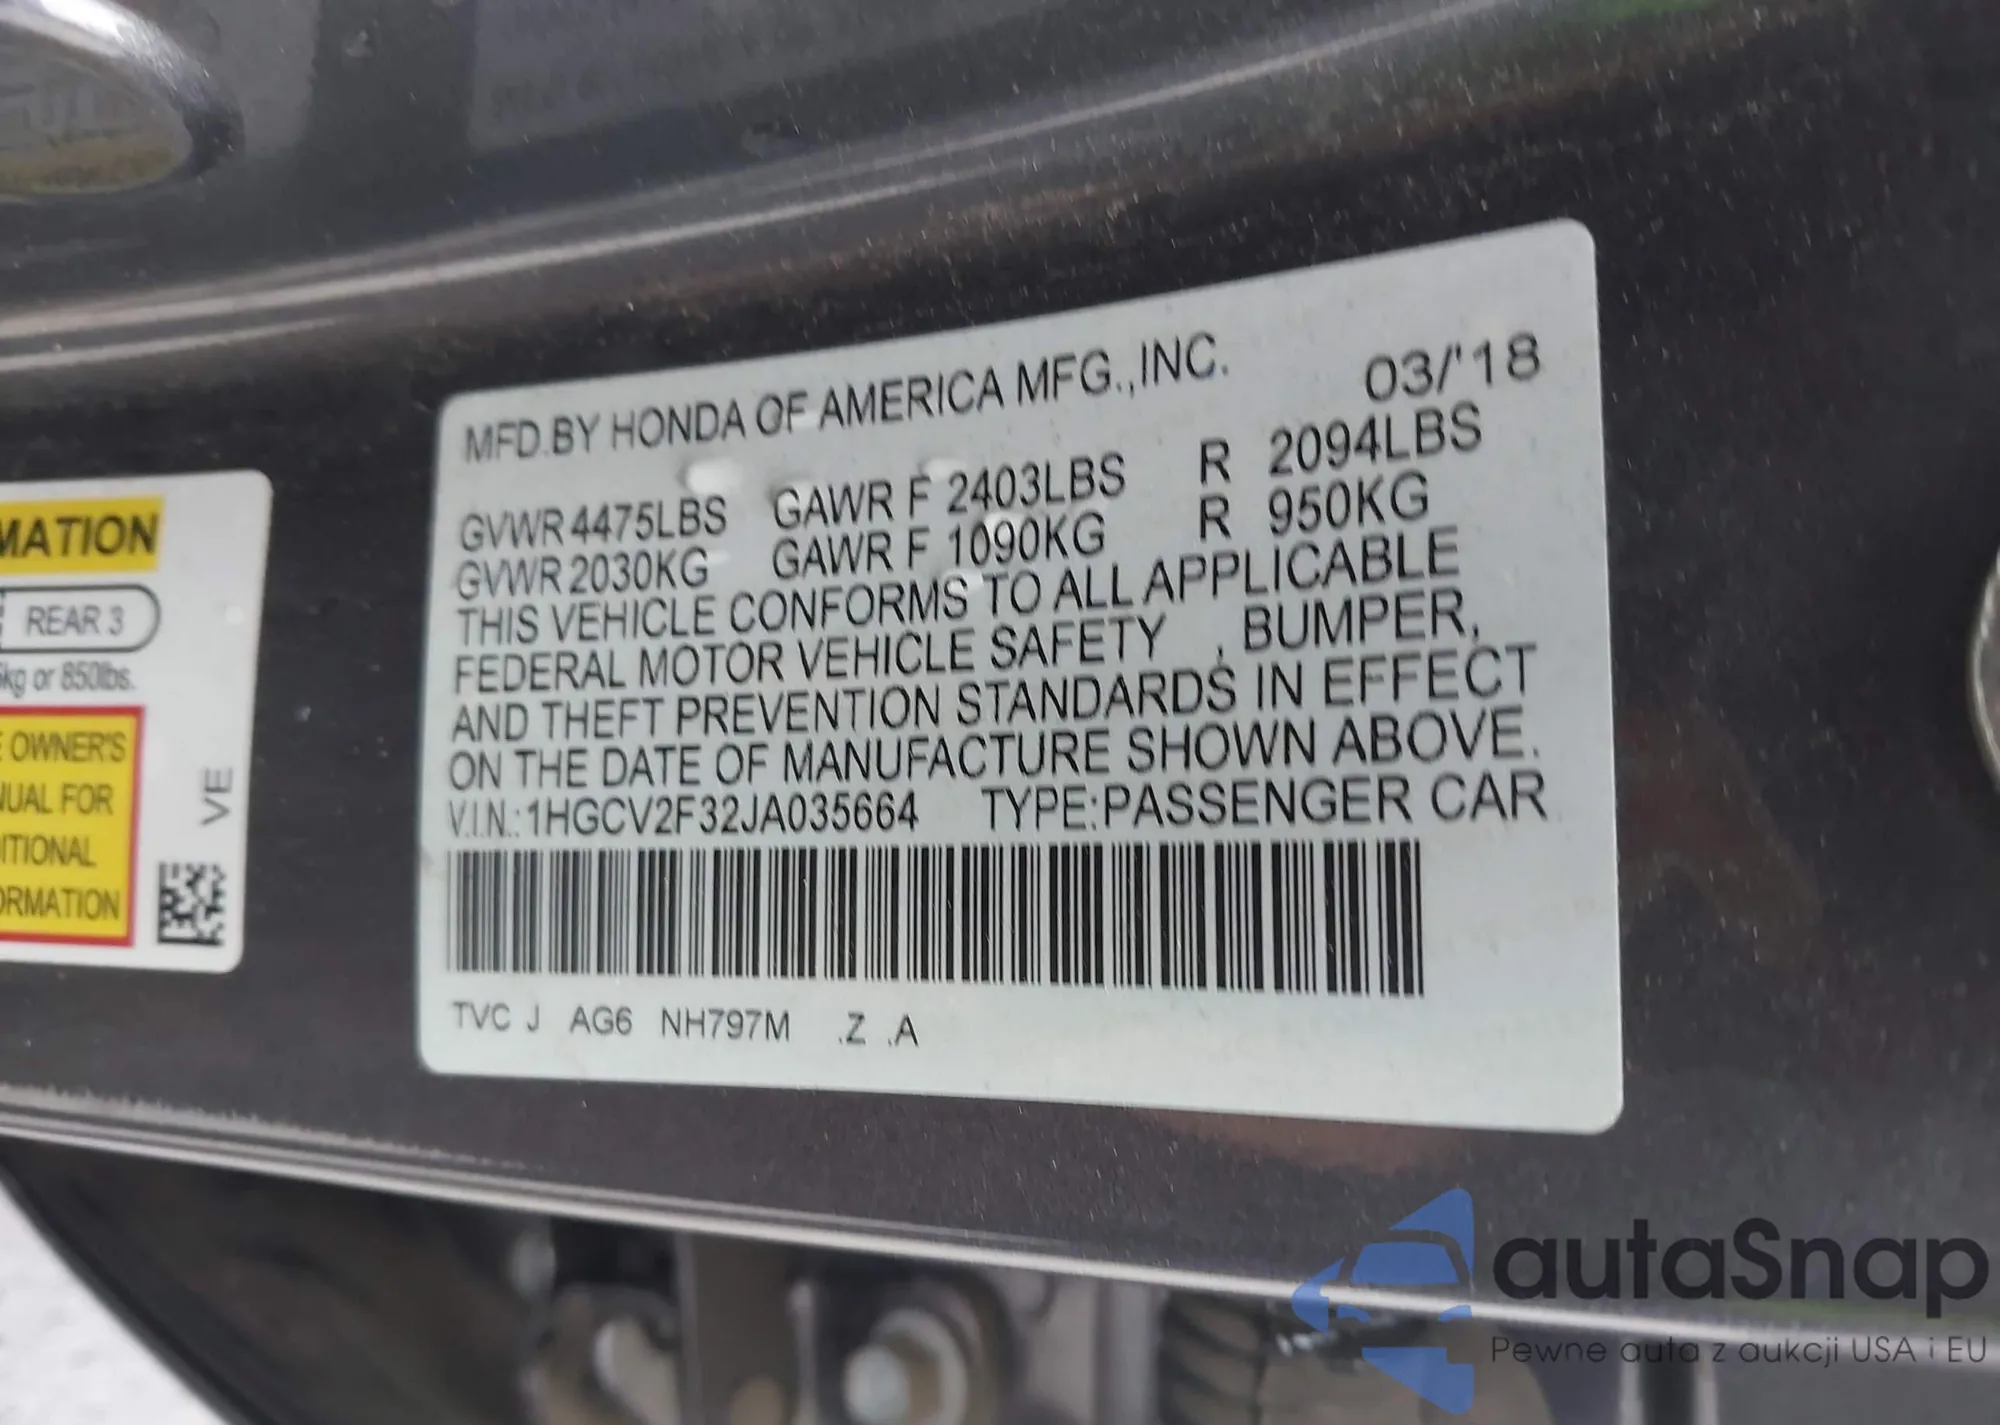 MATION
REAR 3
kg or 850lbs.
OWNER'S
UAL FOR
ITIONAL
ORMATION
VE
MFD.BY HONDA OF AMERICA MFG.,INC. 03/'18
GVWR 4475LBS GAWR F 2403LBS R 2094LBS
GVWR 2030KG GAWR F 1090KG R 950KG
THIS VEHICLE CONFORMS TO ALL APPLICABLE
FEDERAL MOTOR VEHICLE SAFETY , BUMPER,
AND THEFT PREVENTION STANDARDS IN EFFECT
ON THE DATE OF MANUFACTURE SHOWN ABOVE.
V.I.N.:1HGCV2F32JA035664 TYPE:PASSENGER CAR
TVC J AG6 NH797M .Z .A
autaSnap
Pewne auta z aukcji USA i EU